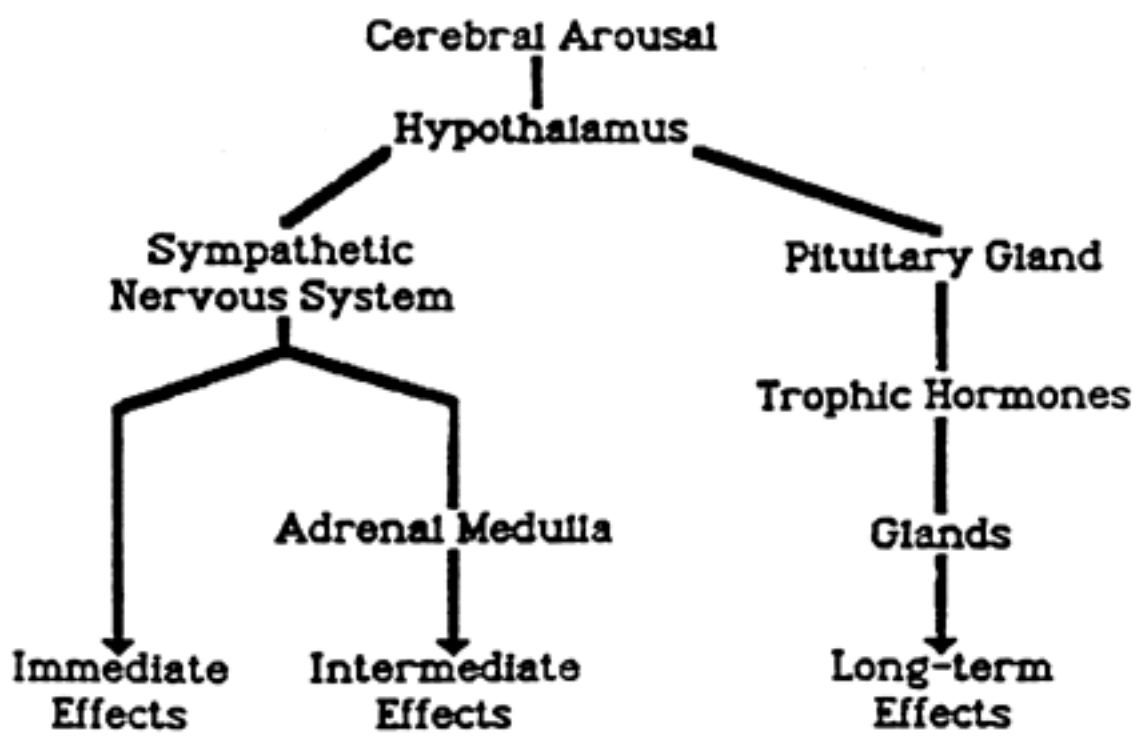 Cerebral Arousal
Hypothalamus
Sympathetic
Nervous System
Pituitary Gland
Trophic Hormones
Adrenal Medulla
Glands
Immediate
Effects
Intermediate
Effects
Long-term
Effects